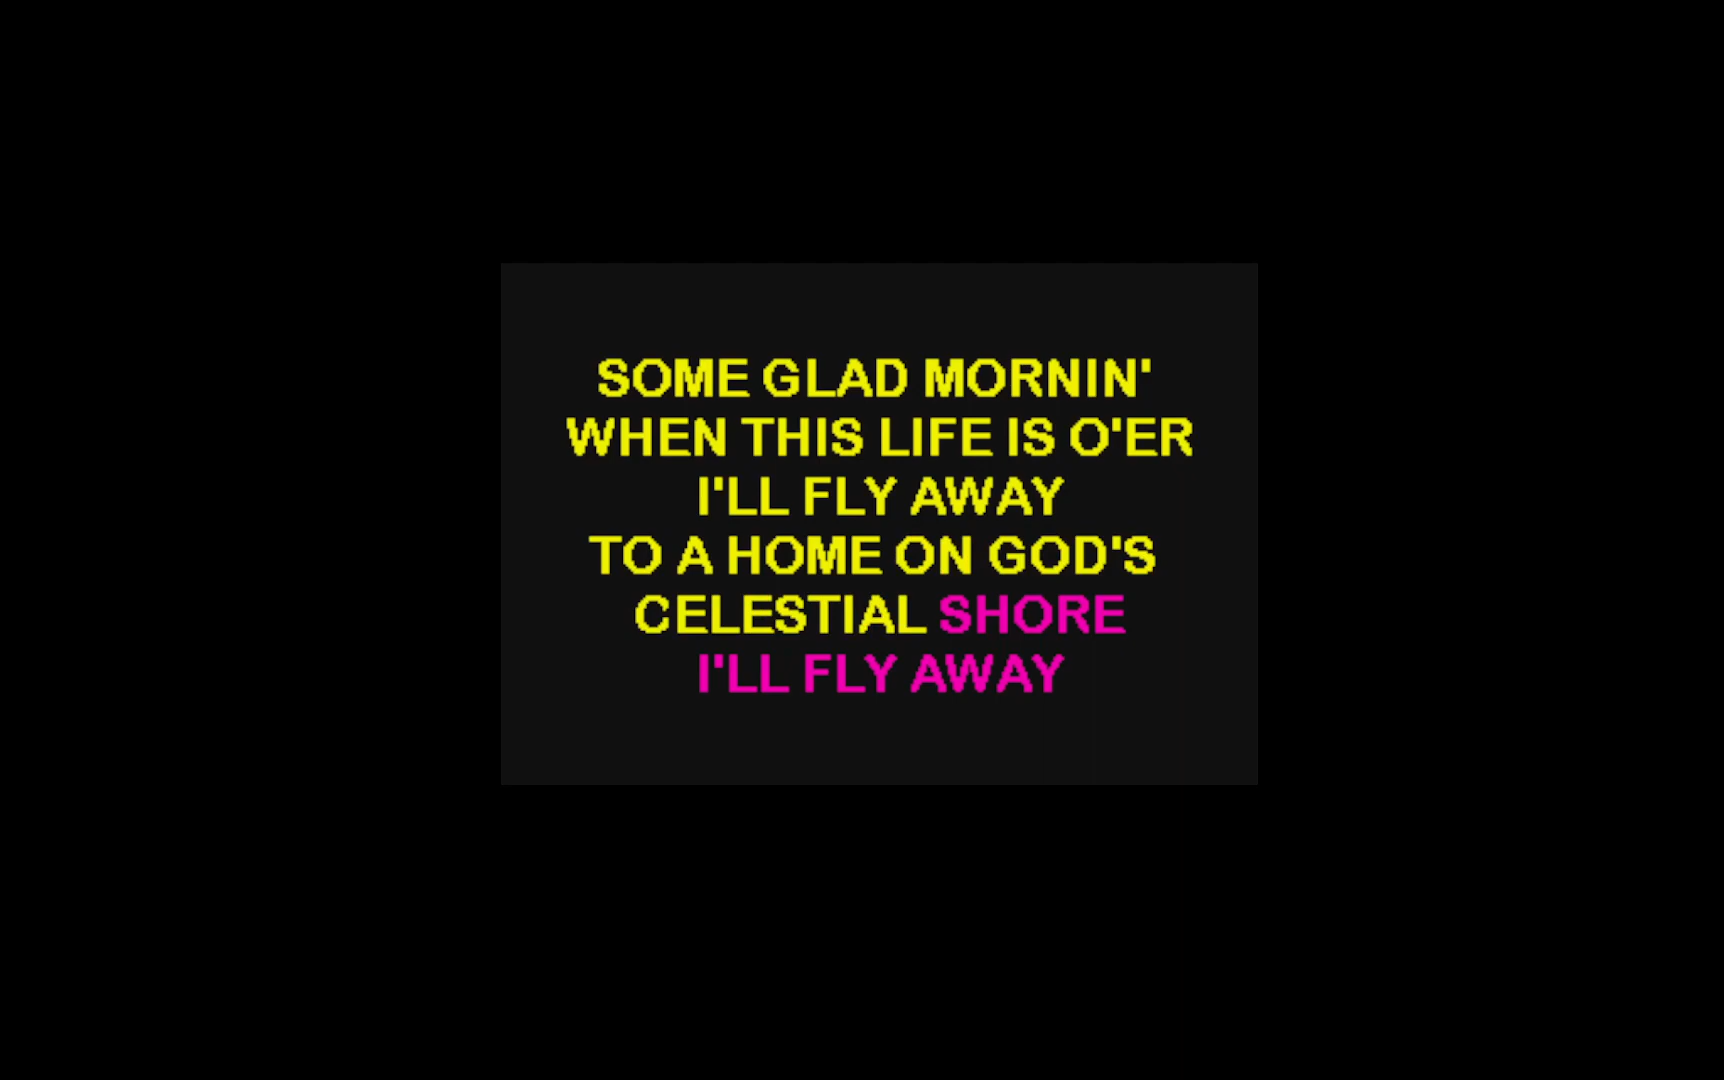 SOME GLAD MORNIN'
WHEN THIS LIFE IS O'ER
I'LL FLY AWAY
TO A HOME ON GOD'S
CELESTIAL SHORE
I'LL FLY AWAY